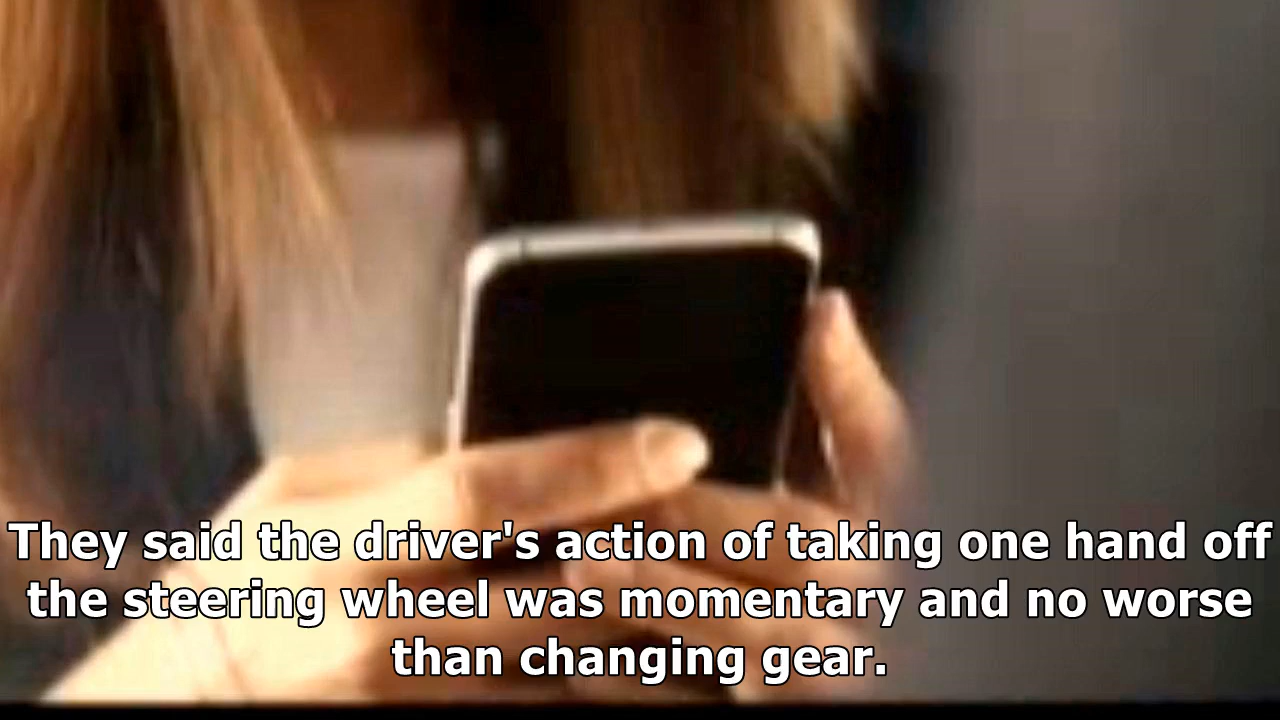 They said the driver's action of taking one hand off
the steering wheel was momentary and no worse
than changing gear.